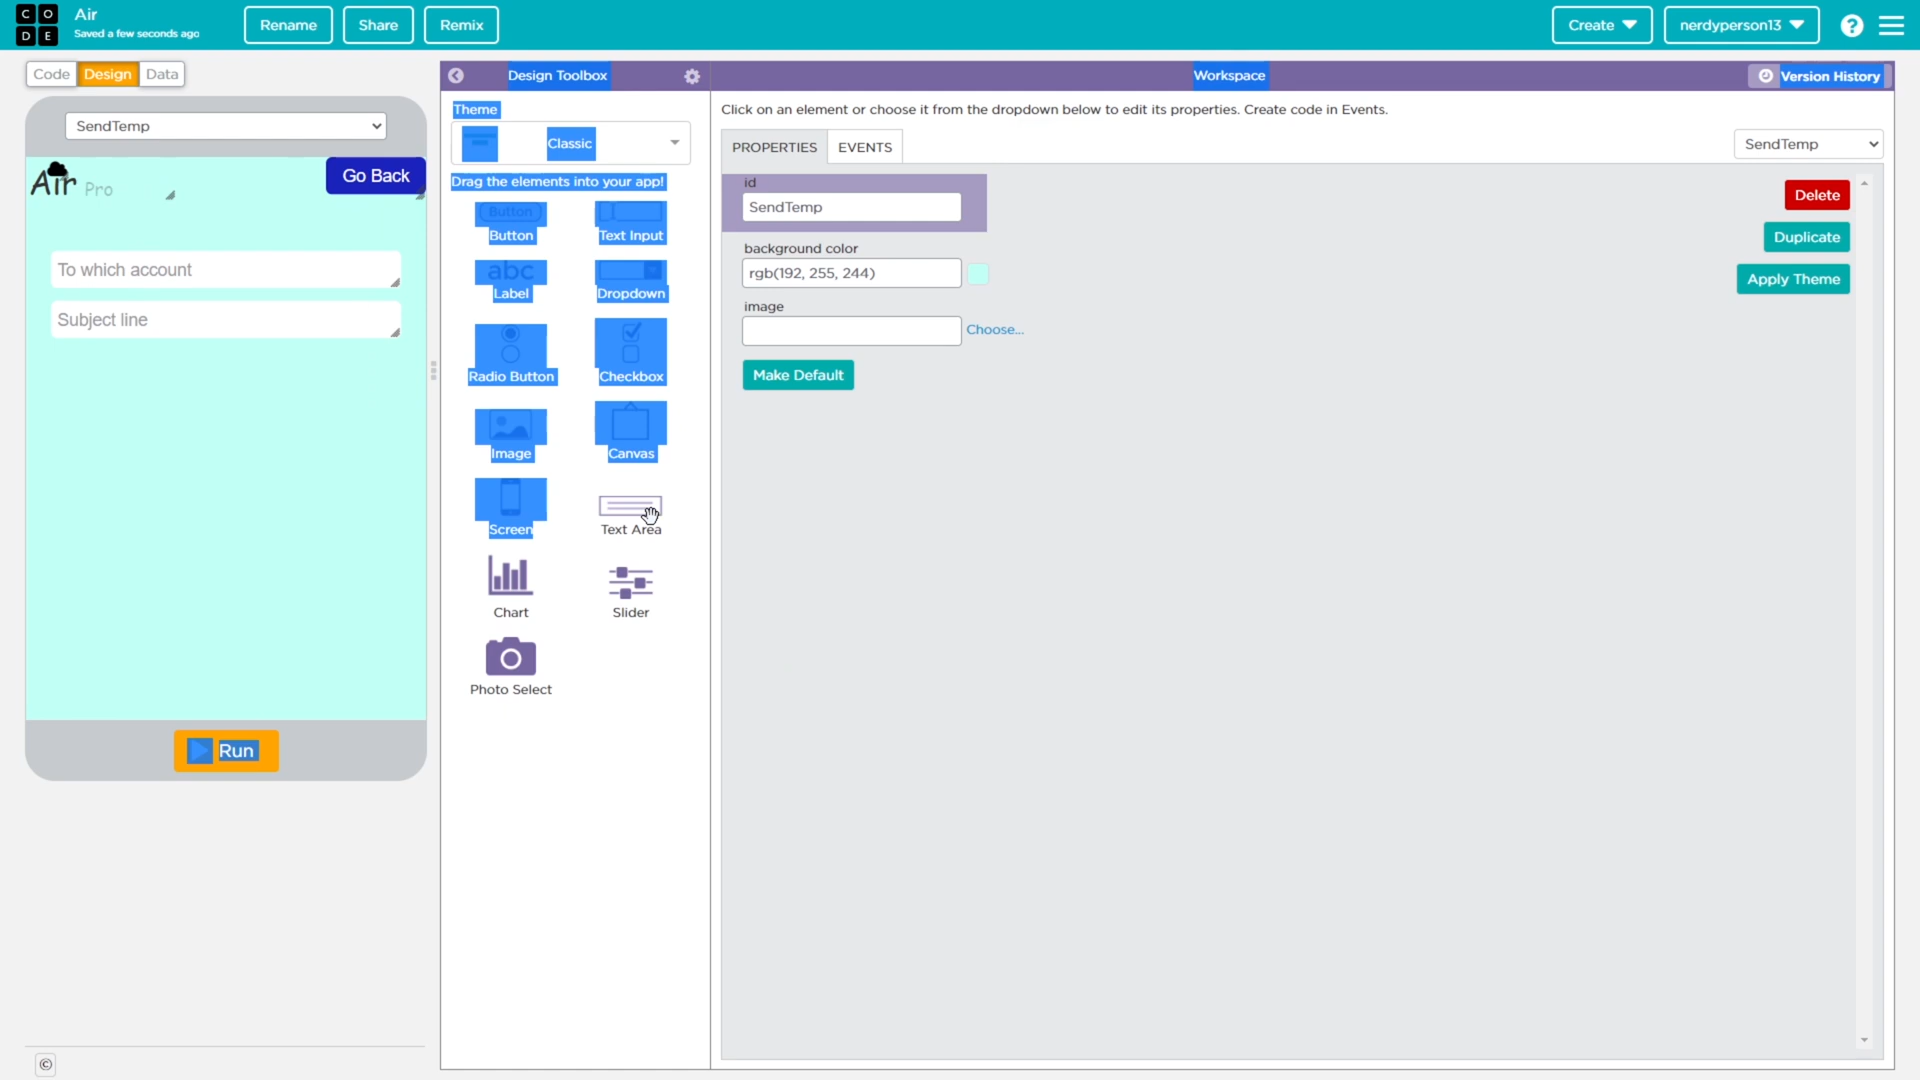 C O D E
Air
Saved a few seconds ago
Rename
Share
Remix
Create
nerdyperson13
?
Code
Design
Data
SendTemp
Air Pro
Go Back
To which account
Subject line
Run
©
Design Toolbox
Theme
Classic
Drag the elements into your app!
Button
Button
Text Input
abc
Label
Dropdown
Radio Button
Checkbox
Image
Canvas
Screen
Text Area
Chart
Slider
Photo Select
Workspace
Version History
Click on an element or choose it from the dropdown below to edit its properties. Create code in Events.
PROPERTIES
EVENTS
SendTemp
id
SendTemp
background color
rgb(192, 255, 244)
image
Choose...
Make Default
Delete
Duplicate
Apply Theme